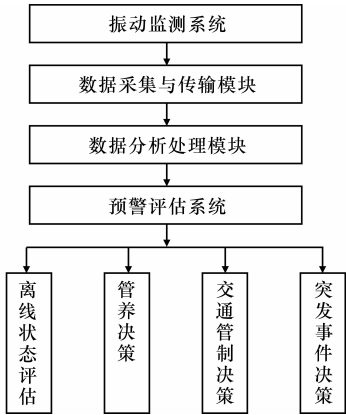 振动监测系统
数据采集与传输模块
数据分析处理模块
预警评估系统
离线状态评估
管养决策
交通管制决策
突发事件决策